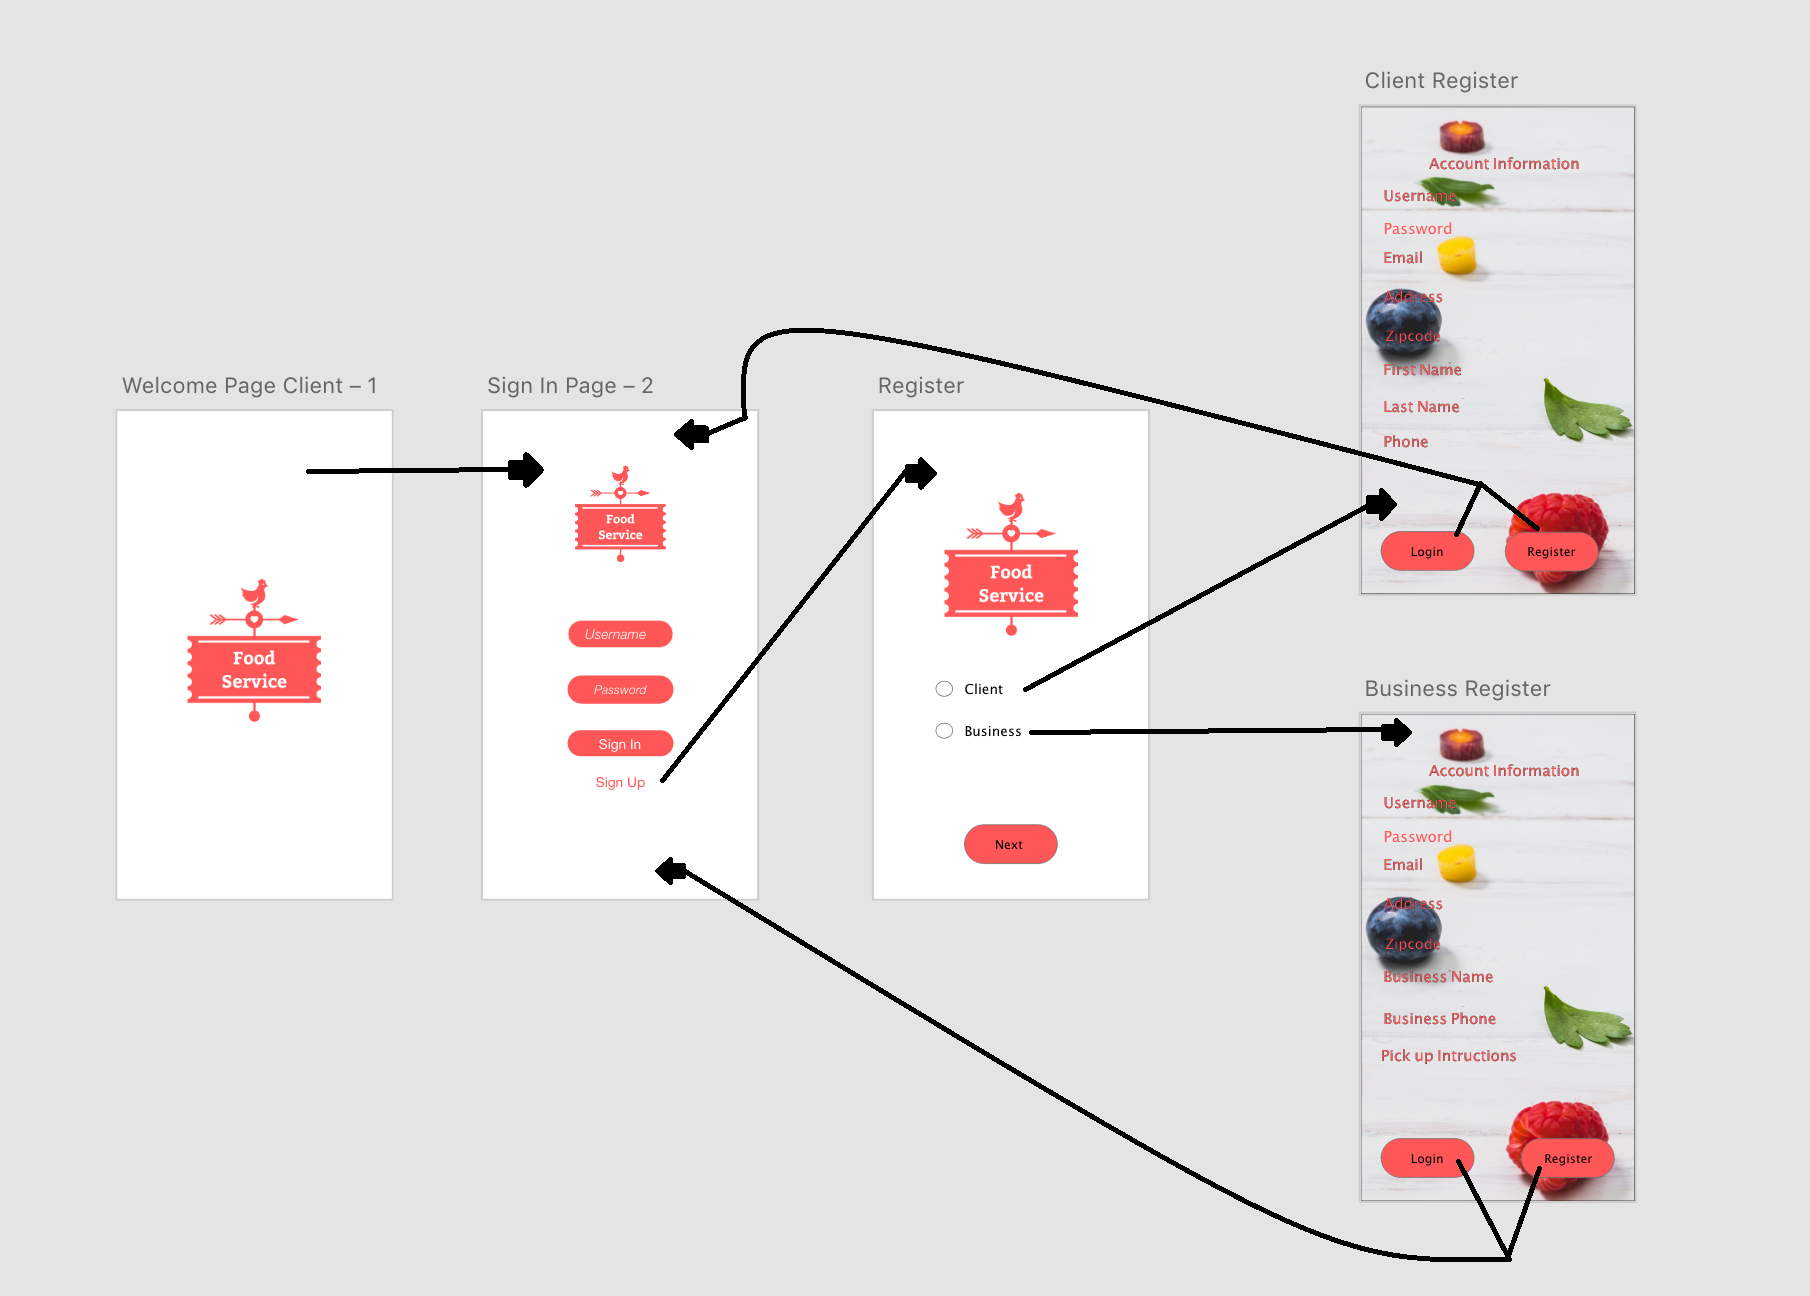 Welcome Page Client – 1
Food
Service
Sign In Page – 2
Food
Service
Username
Password
Sign In
Sign Up
Register
Food
Service
Client
Business
Next
Client Register
Account Information
Username
Password
Email
Address
Zipcode
First Name
Last Name
Phone
Login
Register
Business Register
Account Information
Username
Password
Email
Address
Zipcode
Business Name
Business Phone
Pick up Intructions
Login
Register